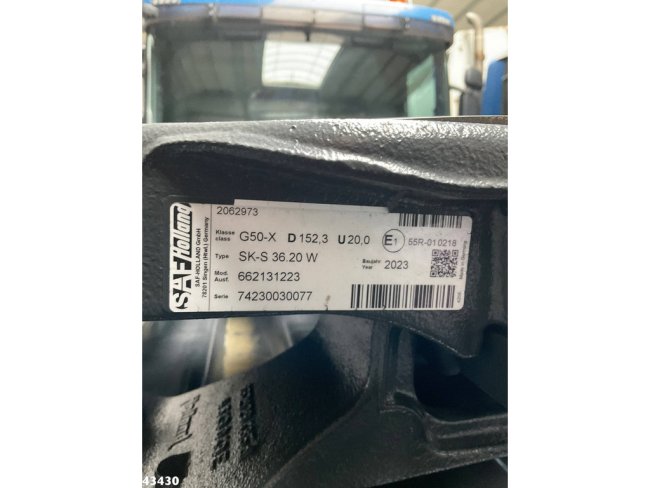 2062973
SAF Holland
SAF-HOLLAND GmbH
78201 Singen (Htwl.) Germany
Klasse class G50-X D 152,3 U 20,0 E1 55R-010218
Type SK-S 36.20 W Baujahr Year 2023
Mod. Ausf. 662131223
Serie 74230030077
Made in Germany
43430